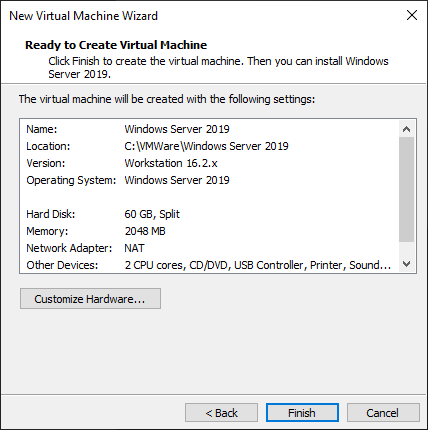 New Virtual Machine Wizard
Ready to Create Virtual Machine
Click Finish to create the virtual machine. Then you can install Windows
Server 2019.
The virtual machine will be created with the following settings:
Name: Windows Server 2019
Location: C:\VMWare\Windows Server 2019
Version: Workstation 16.2.x
Operating System: Windows Server 2019
Hard Disk: 60 GB, Split
Memory: 2048 MB
Network Adapter: NAT
Other Devices: 2 CPU cores, CD/DVD, USB Controller, Printer, Sound...
Customize Hardware...
< Back Finish Cancel